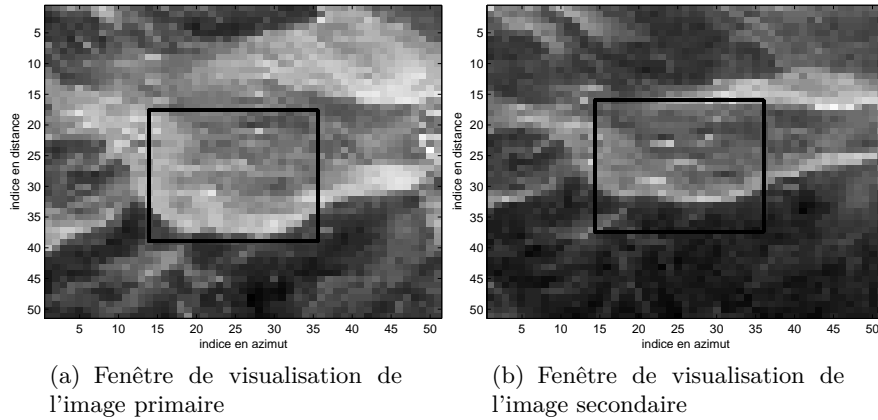 5
10
15
20
25
30
35
40
45
50
indice en distance
5 10 15 20 25 30 35 40 45 50
indice en azimut
(a) Fenêtre de visualisation de
l'image primaire
5
10
15
20
25
30
35
40
45
50
indice en distance
5 10 15 20 25 30 35 40 45 50
indice en azimut
(b) Fenêtre de visualisation de
l'image secondaire